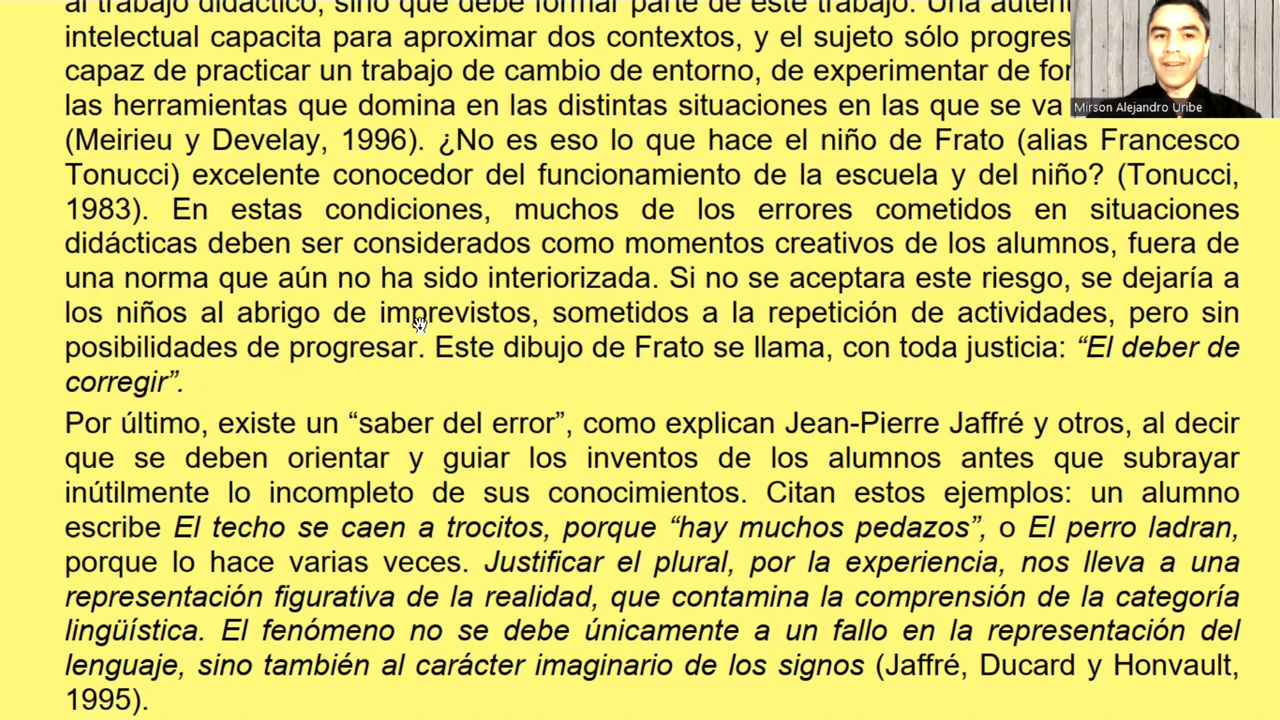 al trabajo didáctico, sino que debe formar parte de este trabajo. Una
intelectual capacita para aproximar dos contextos, y el sujeto sólo
capaz de practicar un trabajo de cambio de entorno, de experimentar de
las herramientas que domina en las distintas situaciones en las que se va
Mirson Alejandro Uribe
(Meirieu y Develay, 1996). ¿No es eso lo que hace el niño de Frato (alias Francesco
Tonucci) excelente conocedor del funcionamiento de la escuela y del niño? (Tonucci,
1983). En estas condiciones, muchos de los errores cometidos en situaciones
didácticas deben ser considerados como momentos creativos de los alumnos, fuera de
una norma que aún no ha sido interiorizada. Si no se aceptara este riesgo, se dejaría a
los niños al abrigo de imprevistos, sometidos a la repetición de actividades, pero sin
posibilidades de progresar. Este dibujo de Frato se llama, con toda justicia: “El deber de
corregir”.
Por último, existe un “saber del error”, como explican Jean-Pierre Jaffré y otros, al decir
que se deben orientar y guiar los inventos de los alumnos antes que subrayar
inútilmente lo incompleto de sus conocimientos. Citan estos ejemplos: un alumno
escribe El techo se caen a trocitos, porque “hay muchos pedazos”, o El perro ladran,
porque lo hace varias veces. Justificar el plural, por la experiencia, nos lleva a una
representación figurativa de la realidad, que contamina la comprensión de la categoría
lingüística. El fenómeno no se debe únicamente a un fallo en la representación del
lenguaje, sino también al carácter imaginario de los signos (Jaffré, Ducard y Honvault,
1995).